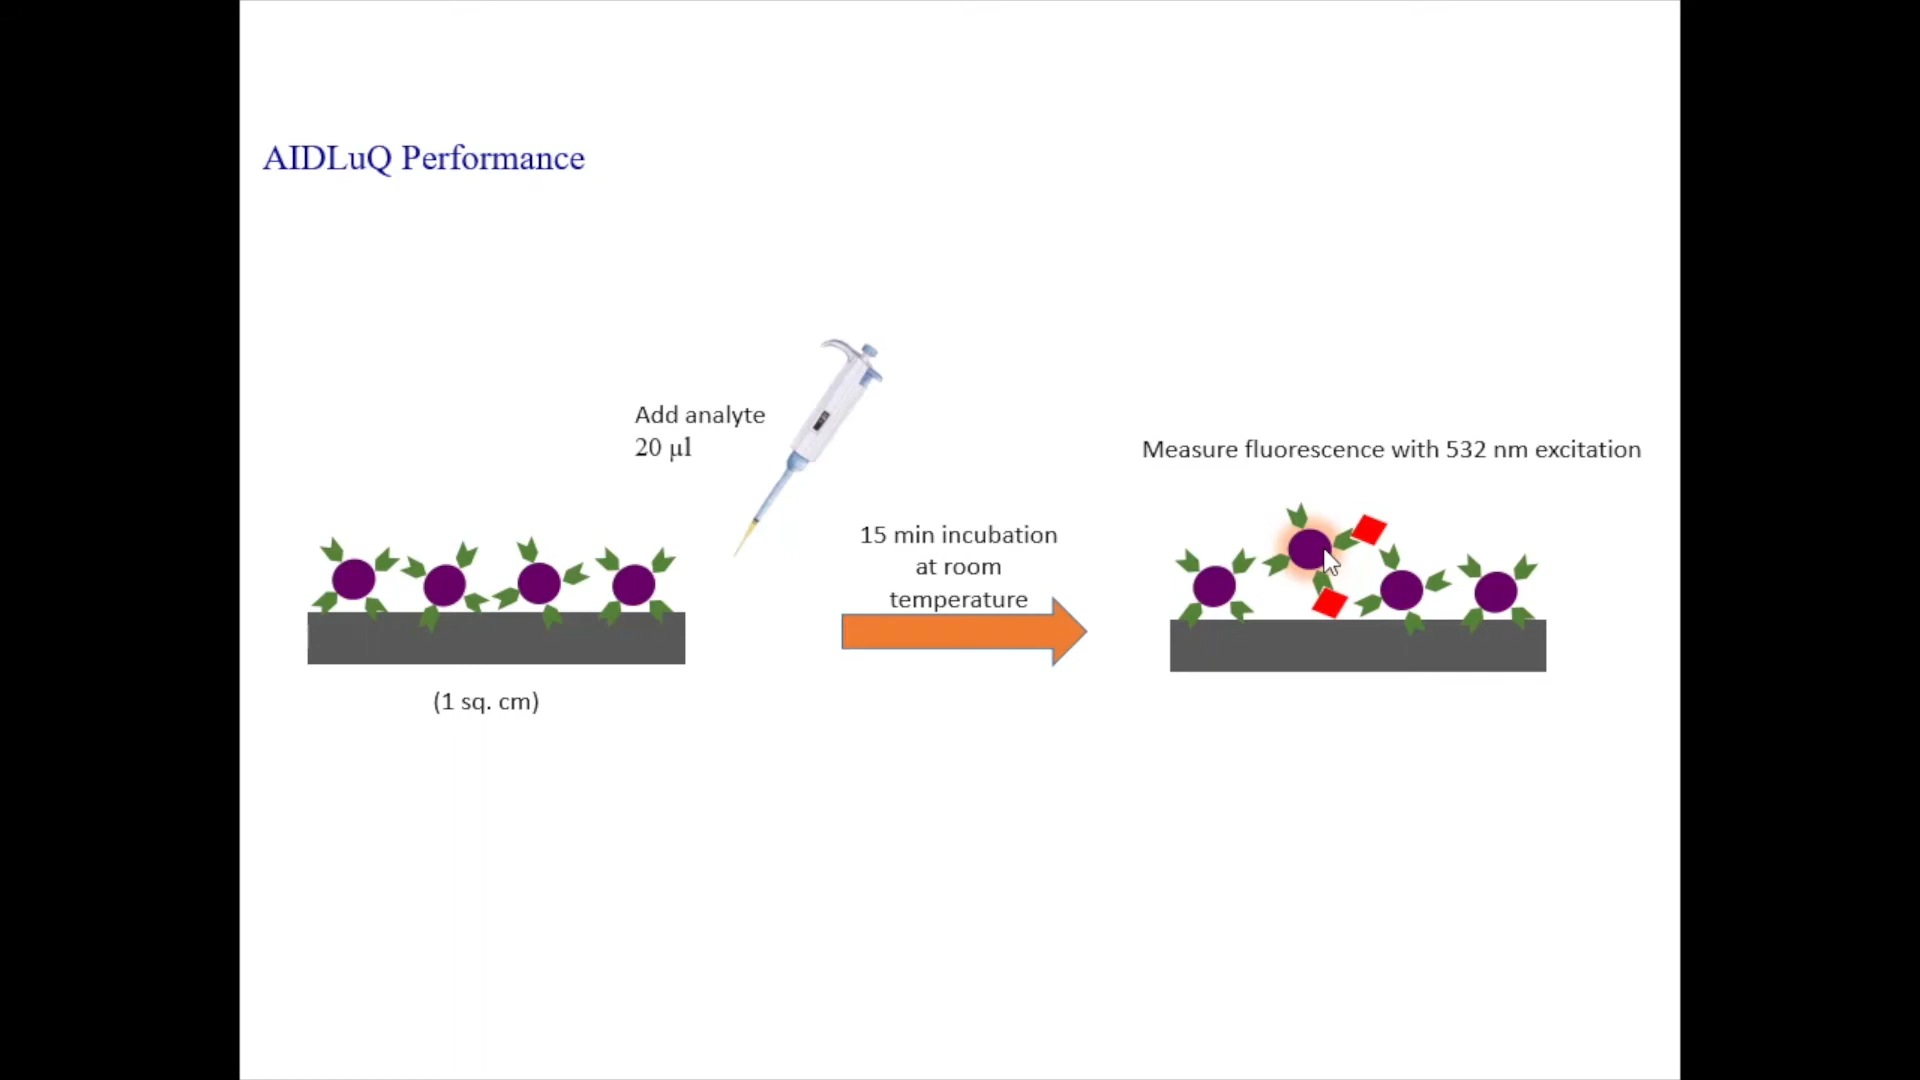 AIDLuQ Performance
Add analyte
20 µl
Measure fluorescence with 532 nm excitation
15 min incubation
at room
temperature
(1 sq. cm)